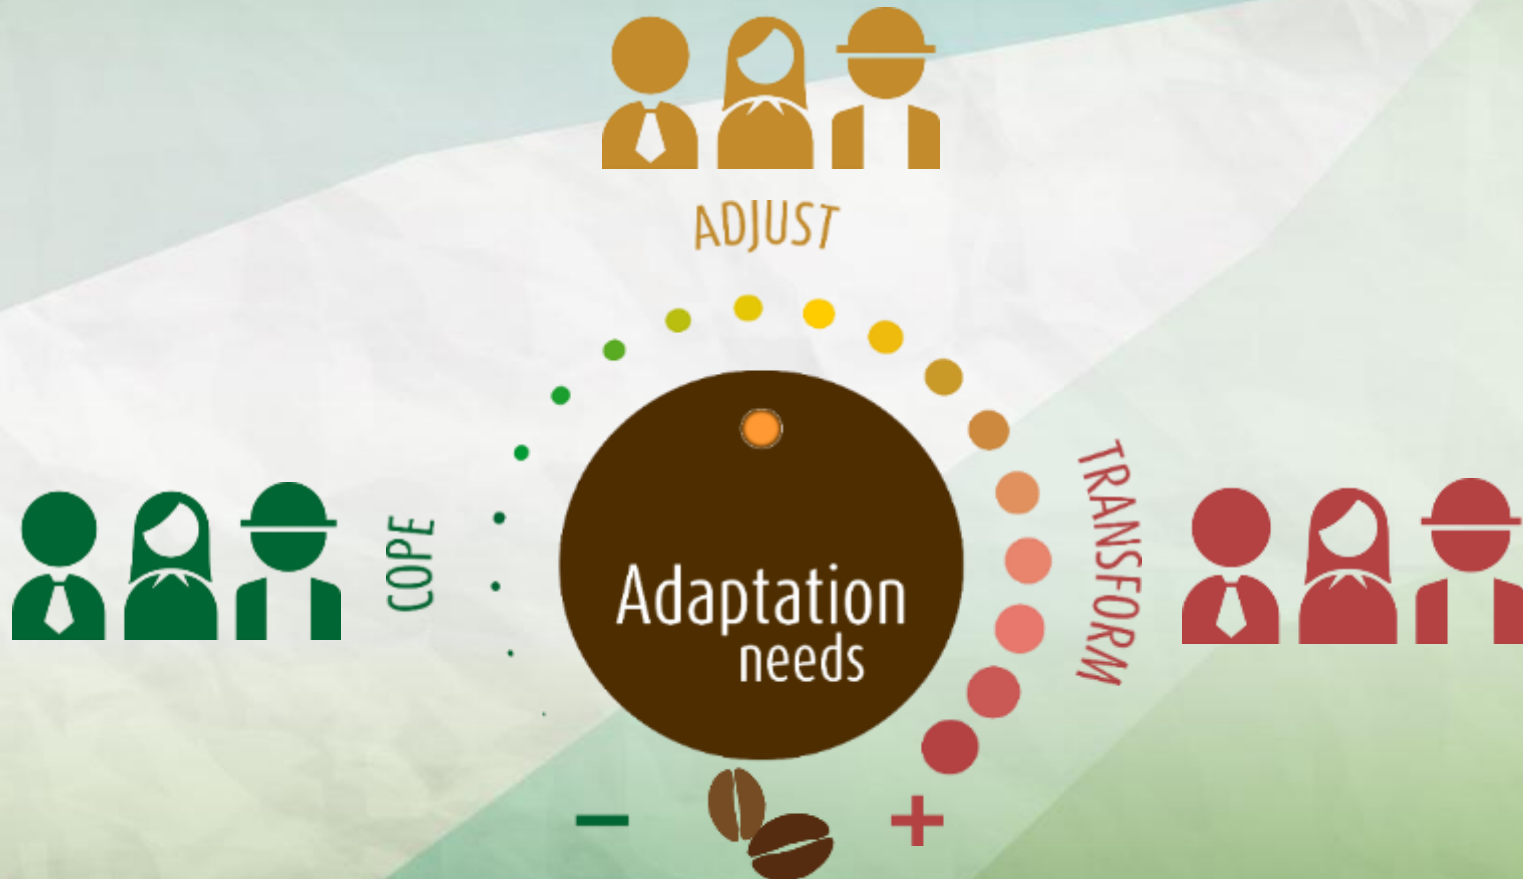 ADJUST
COPE
TRANSFORM
Adaptation
needs
− +